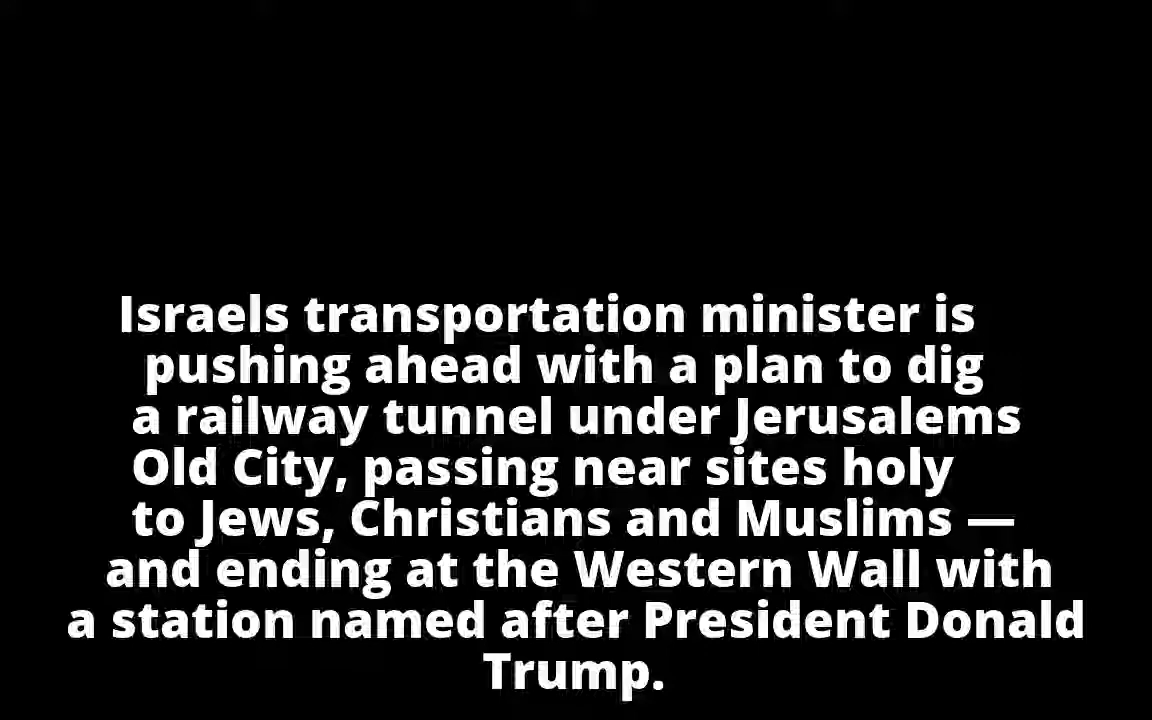 Israels transportation minister is
pushing ahead with a plan to dig
a railway tunnel under Jerusalems
Old City, passing near sites holy
to Jews, Christians and Muslims —
and ending at the Western Wall with
a station named after President Donald
Trump.